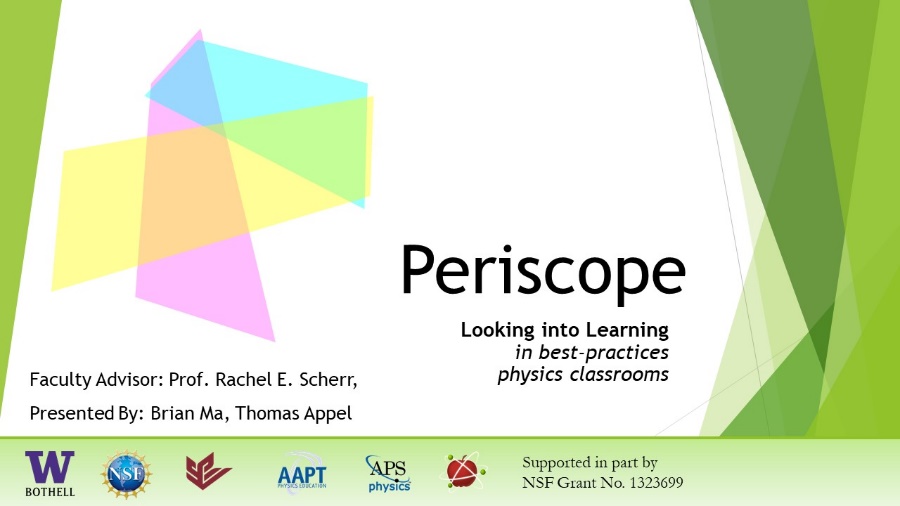 Periscope
Looking into Learning
in best-practices
physics classrooms
Faculty Advisor: Prof. Rachel E. Scherr,
Presented By: Brian Ma, Thomas Appel
W
BOTHELL
NSF
AAPT
PHYSICS EDUCATION
APS
physics
Supported in part by
NSF Grant No. 1323699